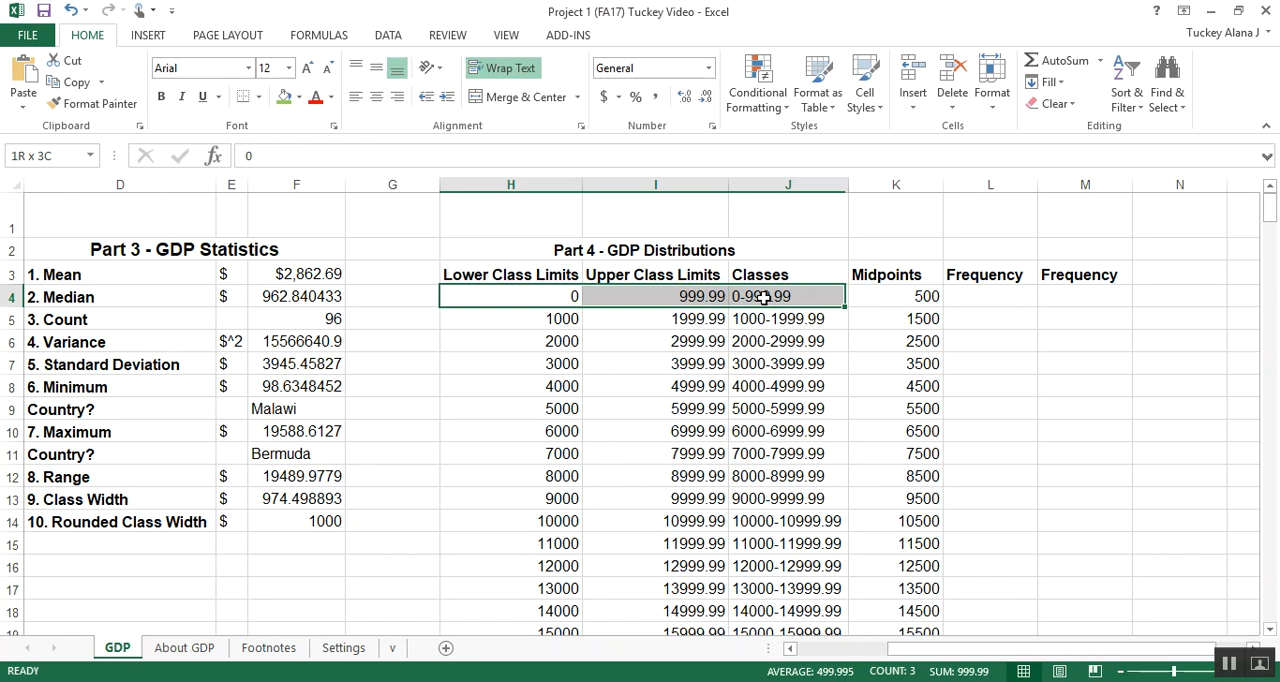 Project 1 (FA17) Tuckey Video - Excel
FILE HOME INSERT PAGE LAYOUT FORMULAS DATA REVIEW VIEW ADD-INS Tuckey Alana J
Paste Cut Copy Format Painter Clipboard
Arial 12 B I U A Font
Wrap Text Merge & Center Alignment
General $ % , Number
Conditional Formatting Format as Table Cell Styles Styles
Insert Delete Format Cells
AutoSum Fill Clear Sort & Filter Find & Select Editing
1R x 3C fx 0
D E F G H I J K L M N
1
2 Part 3 - GDP Statistics Part 4 - GDP Distributions
3 1. Mean $ $2,862.69 Lower Class Limits Upper Class Limits Classes Midpoints Frequency Frequency
4 2. Median $ 962.840433 0 999.99 0-999.99 500
5 3. Count 96 1000 1999.99 1000-1999.99 1500
6 4. Variance $^2 15566640.9 2000 2999.99 2000-2999.99 2500
7 5. Standard Deviation $ 3945.45827 3000 3999.99 3000-3999.99 3500
8 6. Minimum $ 98.6348452 4000 4999.99 4000-4999.99 4500
9 Country? Malawi 5000 5999.99 5000-5999.99 5500
10 7. Maximum $ 19588.6127 6000 6999.99 6000-6999.99 6500
11 Country? Bermuda 7000 7999.99 7000-7999.99 7500
12 8. Range $ 19489.9779 8000 8999.99 8000-8999.99 8500
13 9. Class Width $ 974.498893 9000 9999.99 9000-9999.99 9500
14 10. Rounded Class Width $ 1000 10000 10999.99 10000-10999.99 10500
15 11000 11999.99 11000-11999.99 11500
16 12000 12999.99 12000-12999.99 12500
17 13000 13999.99 13000-13999.99 13500
18 14000 14999.99 14000-14999.99 14500
19 15000 15999.99 15000-15999.99 15500
GDP About GDP Footnotes Settings v
READY AVERAGE: 499.995 COUNT: 3 SUM: 999.99